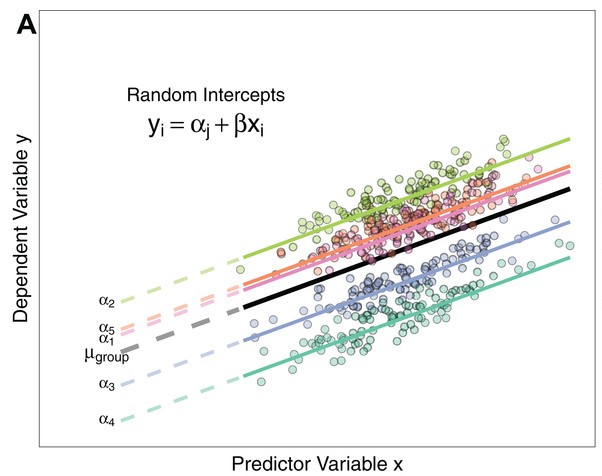 A
Random Intercepts
yᵢ = αⱼ + βxᵢ
Dependent Variable y
α₂
α₅
α₁
μgroup
α₃
α₄
Predictor Variable x